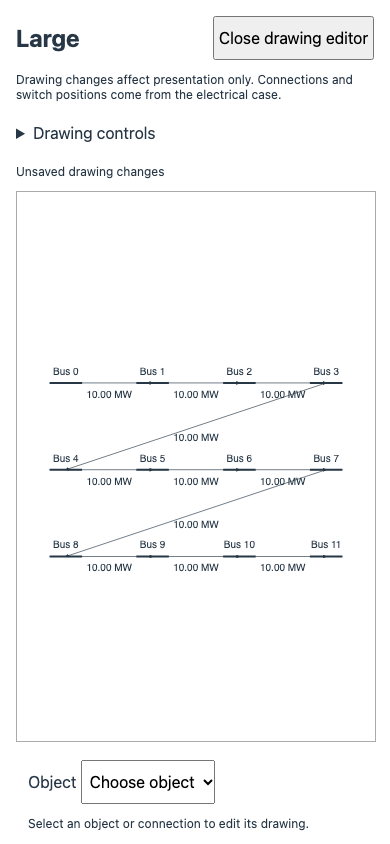 Large
Close drawing editor
Drawing changes affect presentation only. Connections and
switch positions come from the electrical case.
Drawing controls
Unsaved drawing changes
Bus 0 Bus 1 Bus 2 Bus 3
10.00 MW 10.00 MW 10.00 MW
10.00 MW
Bus 4 Bus 5 Bus 6 Bus 7
10.00 MW 10.00 MW 10.00 MW
10.00 MW
Bus 8 Bus 9 Bus 10 Bus 11
10.00 MW 10.00 MW 10.00 MW
Object Choose object
Select an object or connection to edit its drawing.